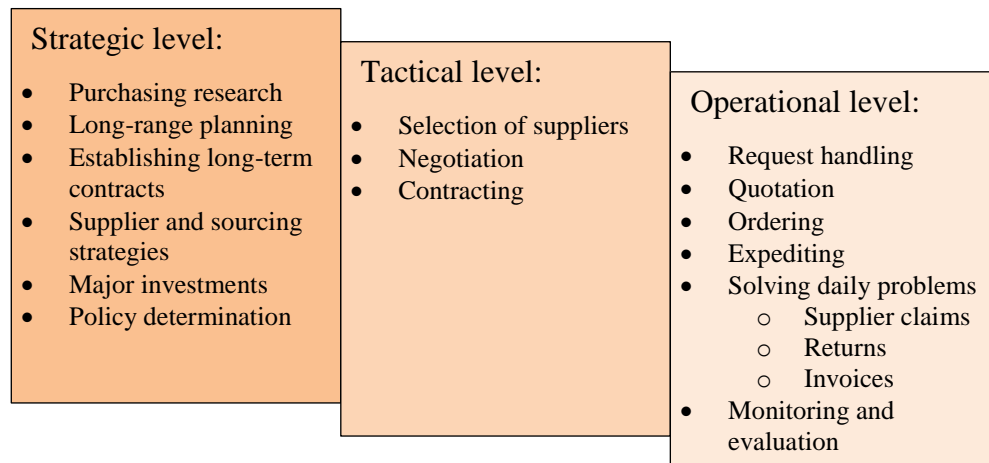 Strategic level:
• Purchasing research
• Long-range planning
• Establishing long-term
contracts
• Supplier and sourcing
strategies
• Major investments
• Policy determination
Tactical level:
• Selection of suppliers
• Negotiation
• Contracting
Operational level:
• Request handling
• Quotation
• Ordering
• Expediting
• Solving daily problems
o Supplier claims
o Returns
o Invoices
• Monitoring and
evaluation